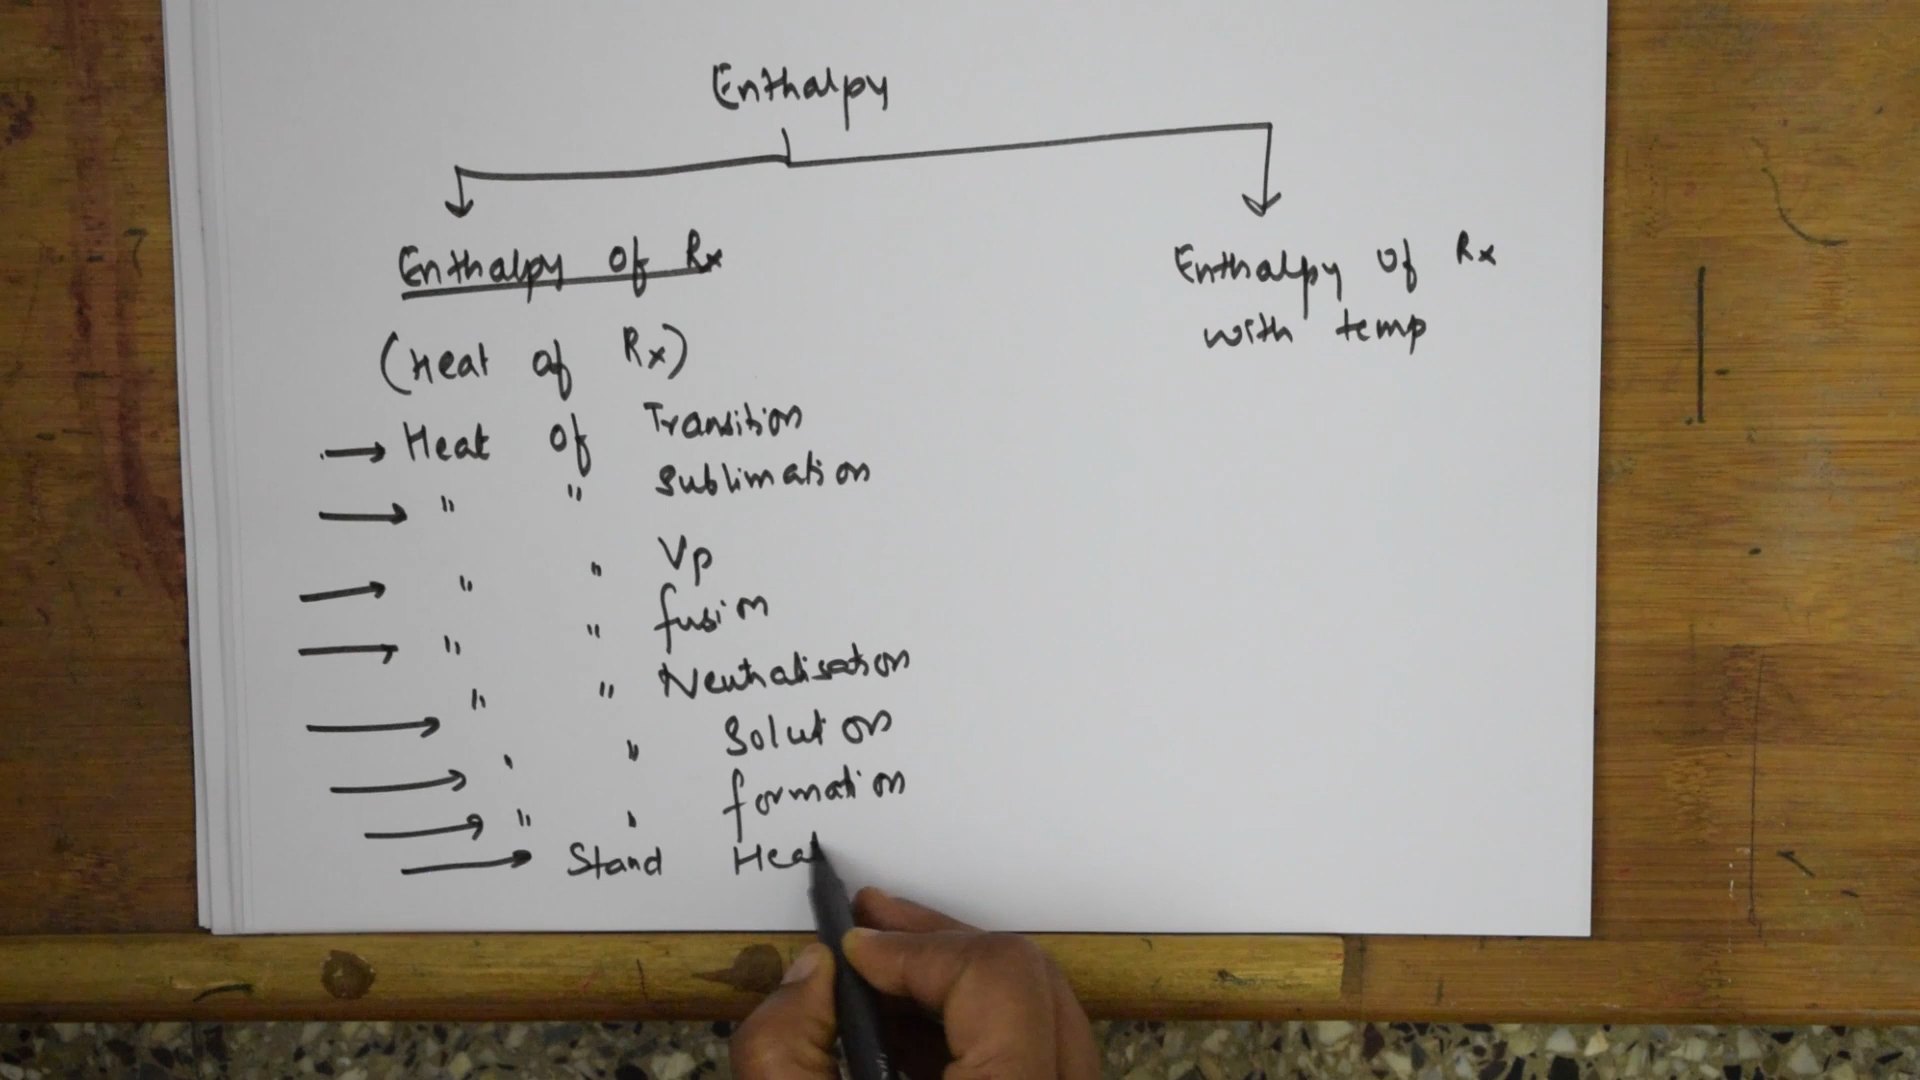 Enthalpy
Enthalpy of Rx
(Heat of Rx)
Heat of Transition
" " Sublimation
" " Vp
" " fusion
" " Neutralisation
" " Solution
" " formation
Stand Hea
Enthalpy of Rx
with temp